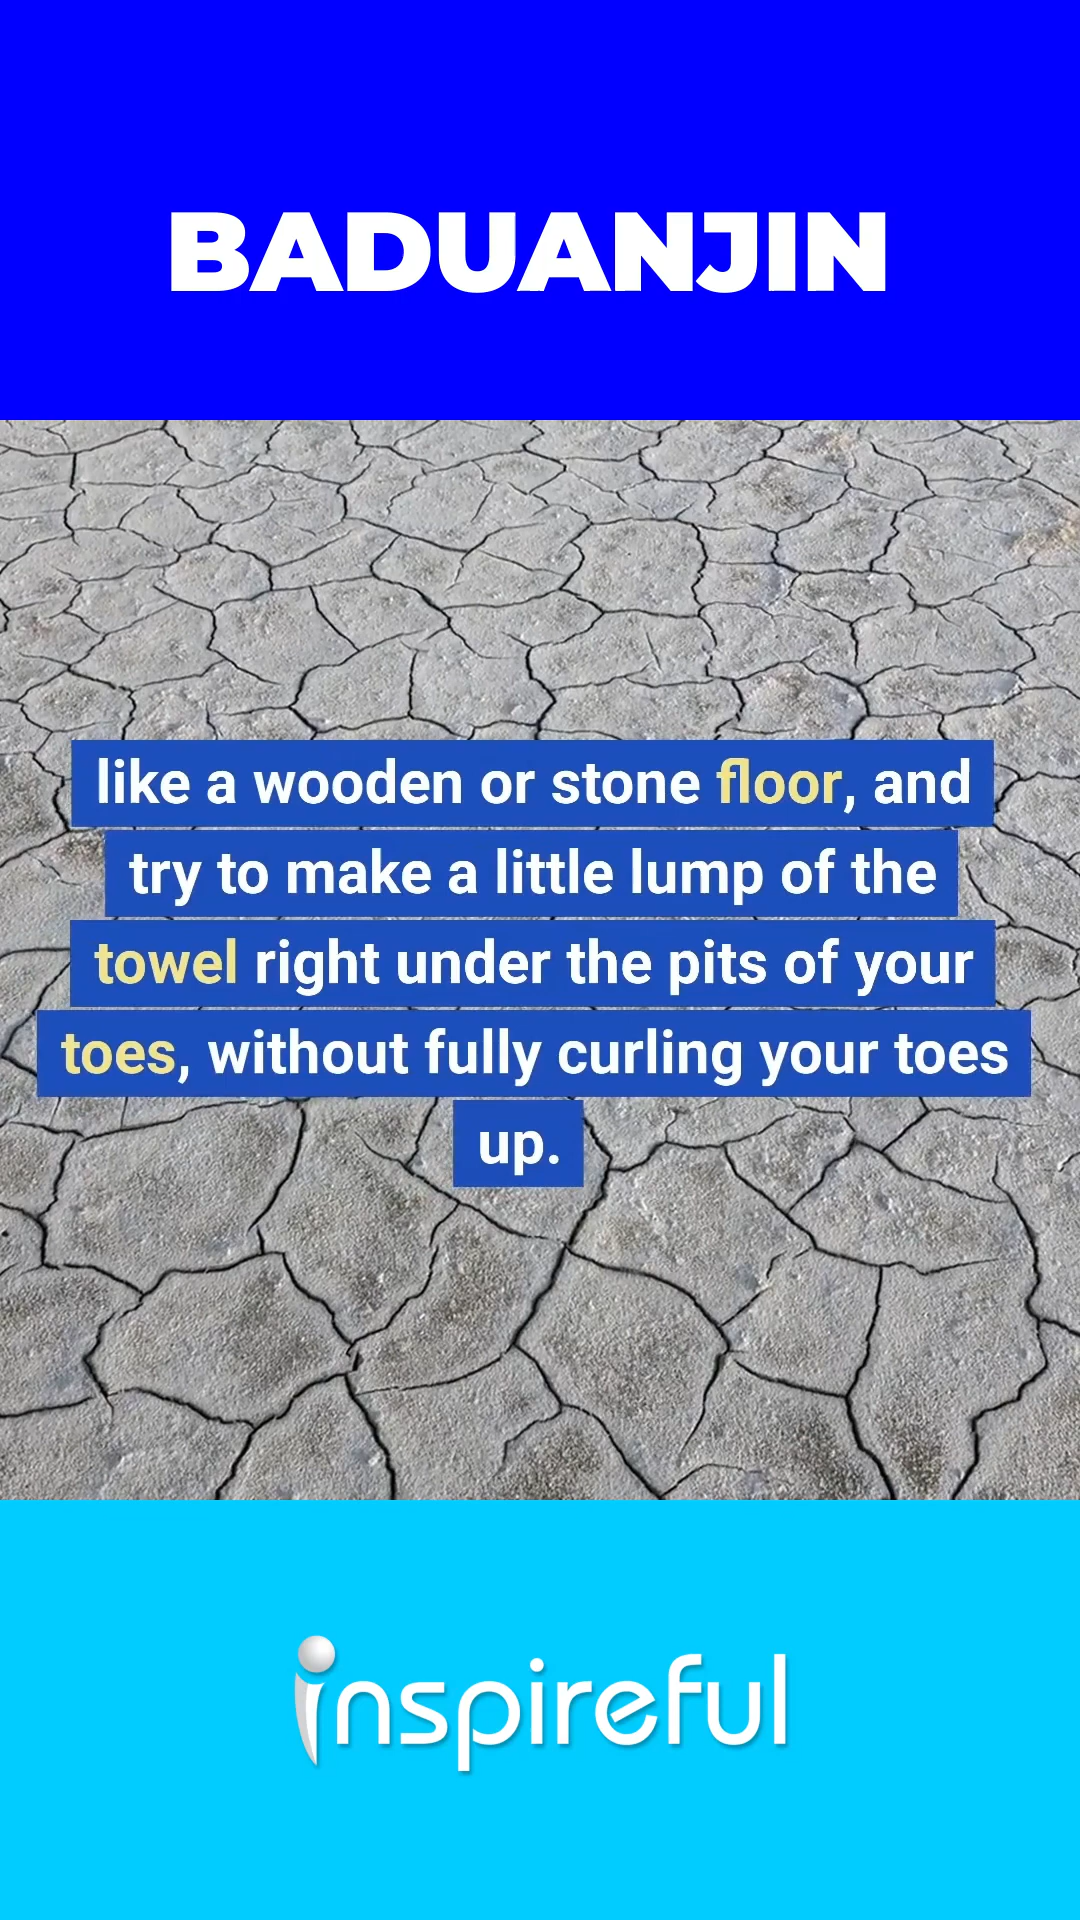 BADUANJIN
like a wooden or stone floor, and
try to make a little lump of the
towel right under the pits of your
toes, without fully curling your toes
up.
inspireful